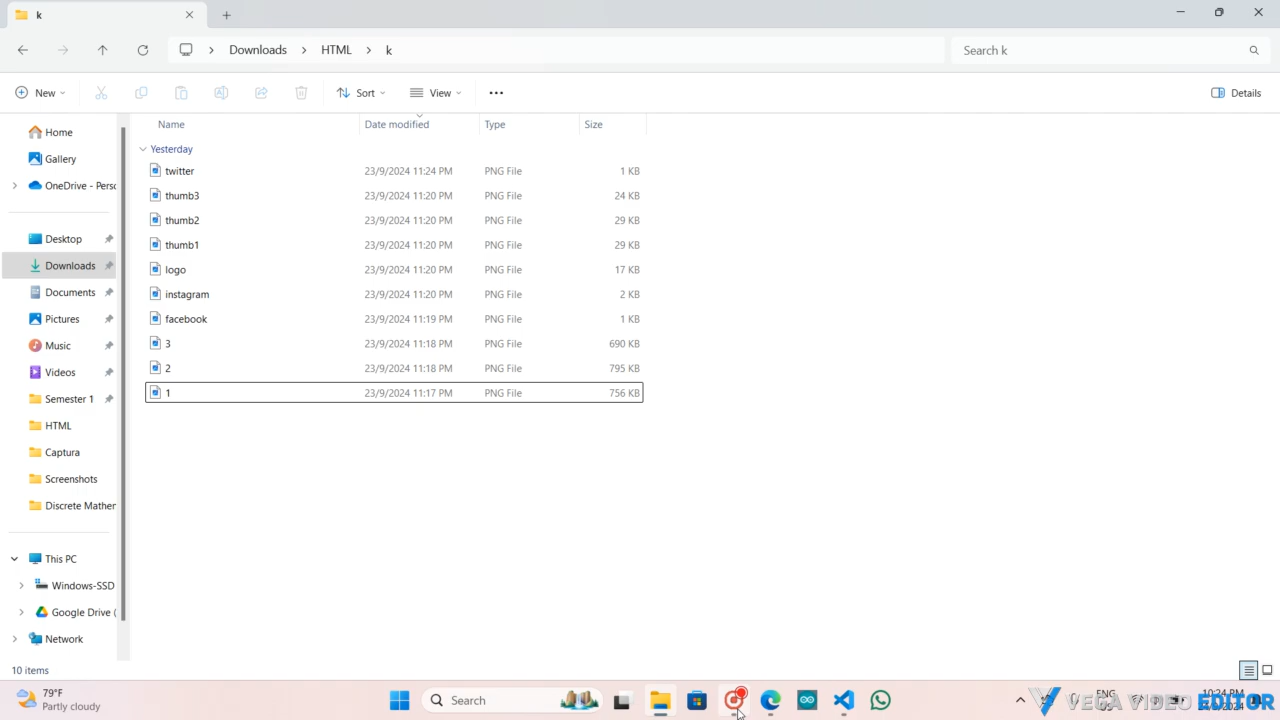 k
Downloads > HTML > k
Search k
New
Sort
View
Details
Name Date modified Type Size
Home
Gallery
OneDrive - Perso
Desktop
Downloads
Documents
Pictures
Music
Videos
Semester 1
HTML
Captura
Screenshots
Discrete Mather
This PC
Windows-SSD
Google Drive (
Network
Yesterday
twitter 23/9/2024 11:24 PM PNG File 1 KB
thumb3 23/9/2024 11:20 PM PNG File 24 KB
thumb2 23/9/2024 11:20 PM PNG File 29 KB
thumb1 23/9/2024 11:20 PM PNG File 29 KB
logo 23/9/2024 11:20 PM PNG File 17 KB
instagram 23/9/2024 11:20 PM PNG File 2 KB
facebook 23/9/2024 11:19 PM PNG File 1 KB
3 23/9/2024 11:18 PM PNG File 690 KB
2 23/9/2024 11:18 PM PNG File 795 KB
1 23/9/2024 11:17 PM PNG File 756 KB
10 items
79°F
Partly cloudy
Search
ENG
10:24 PM
VEGA VIDEO EDITOR